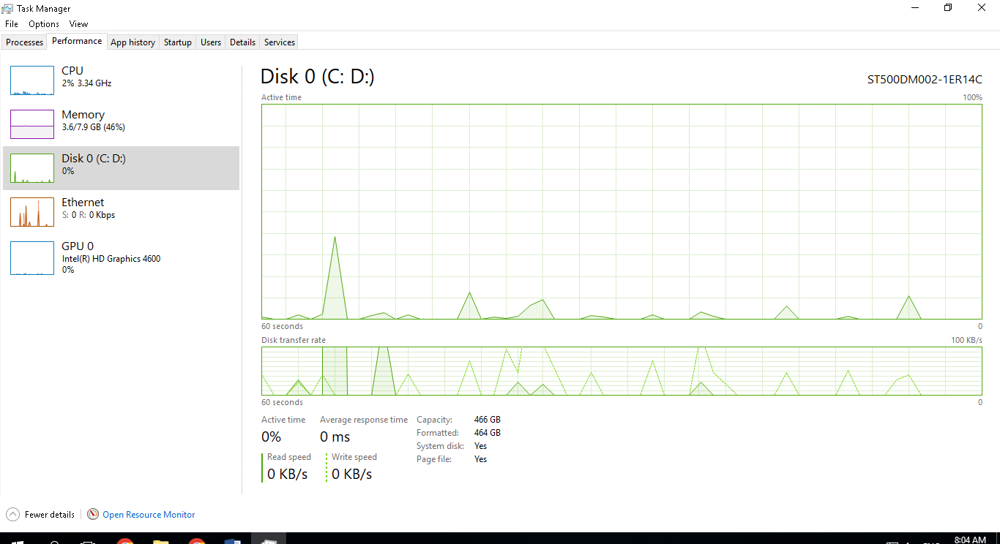 Task Manager
File Options View
Processes Performance App history Startup Users Details Services
CPU
2% 3.34 GHz
Memory
3.6/7.9 GB (46%)
Disk 0 (C: D:)
0%
Ethernet
S: 0 R: 0 Kbps
GPU 0
Intel(R) HD Graphics 4600
0%
Disk 0 (C: D:) ST500DM002-1ER14C
Active time 100%
60 seconds 0
Disk transfer rate 100 KB/s
60 seconds 0
Active time Average response time
0% 0 ms
Read speed Write speed
0 KB/s 0 KB/s
Capacity: 466 GB
Formatted: 464 GB
System disk: Yes
Page file: Yes
Fewer details Open Resource Monitor
8:04 AM